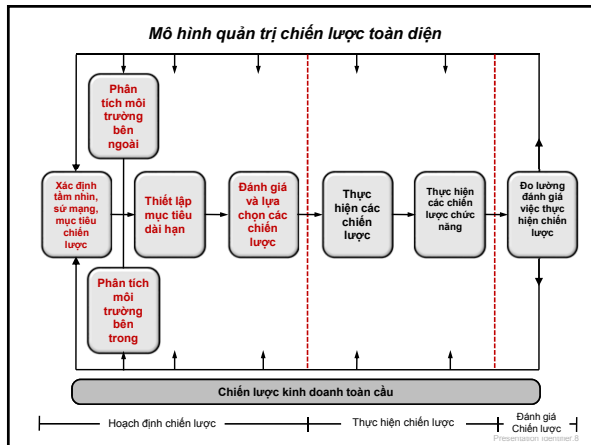 Mô hình quản trị chiến lược toàn diện
Phân
tích môi
trường
bên
ngoài
Xác định
tầm nhìn,
sứ mạng,
mục tiêu
chiến
lược
Thiết lập
mục tiêu
dài hạn
Đánh giá
và lựa
chọn các
chiến
lược
Thực
hiện các
chiến
lược
Thực hiện
các chiến
lược chức
năng
Đo lường
đánh giá
việc thực
hiện chiến
lược
Phân tích
môi
trường
bên
trong
Chiến lược kinh doanh toàn cầu
Hoạch định chiến lược
Thực hiện chiến lược
Đánh giá
Chiến lược
Presentation Identifier.8